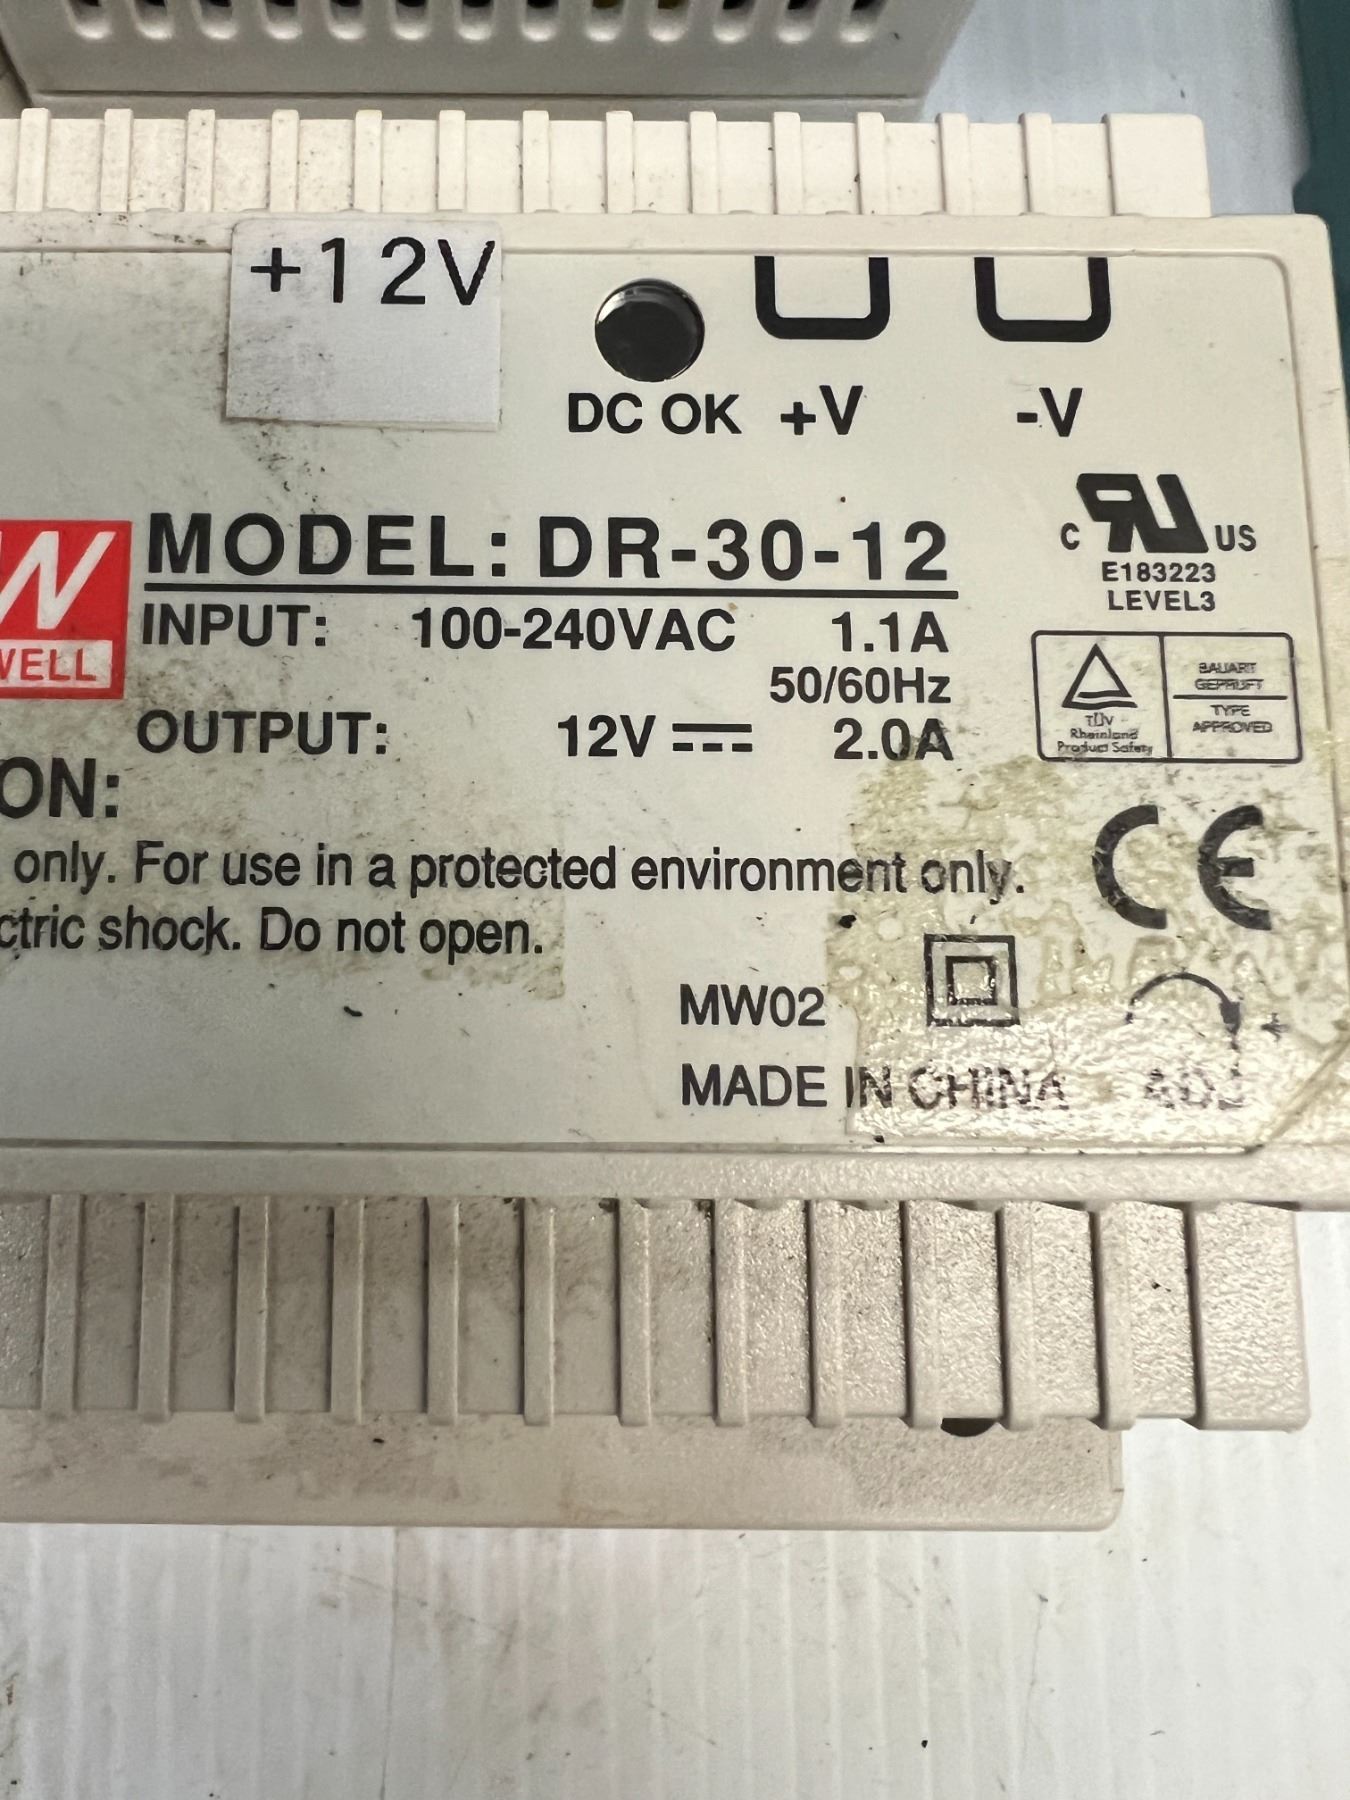 +12V
DC OK +V -V
MODEL: DR-30-12
C RU US
E183223
LEVEL3
W
WELL
INPUT: 100-240VAC 1.1A
50/60Hz
OUTPUT: 12V 2.0A
TÜV
Rheinland
Product Safety
BAUART
GEPRÜFT
TYPE
APPROVED
ON:
only. For use in a protected environment only.
ctric shock. Do not open.
CE
MW02
MADE IN CHINA
+
ADJ